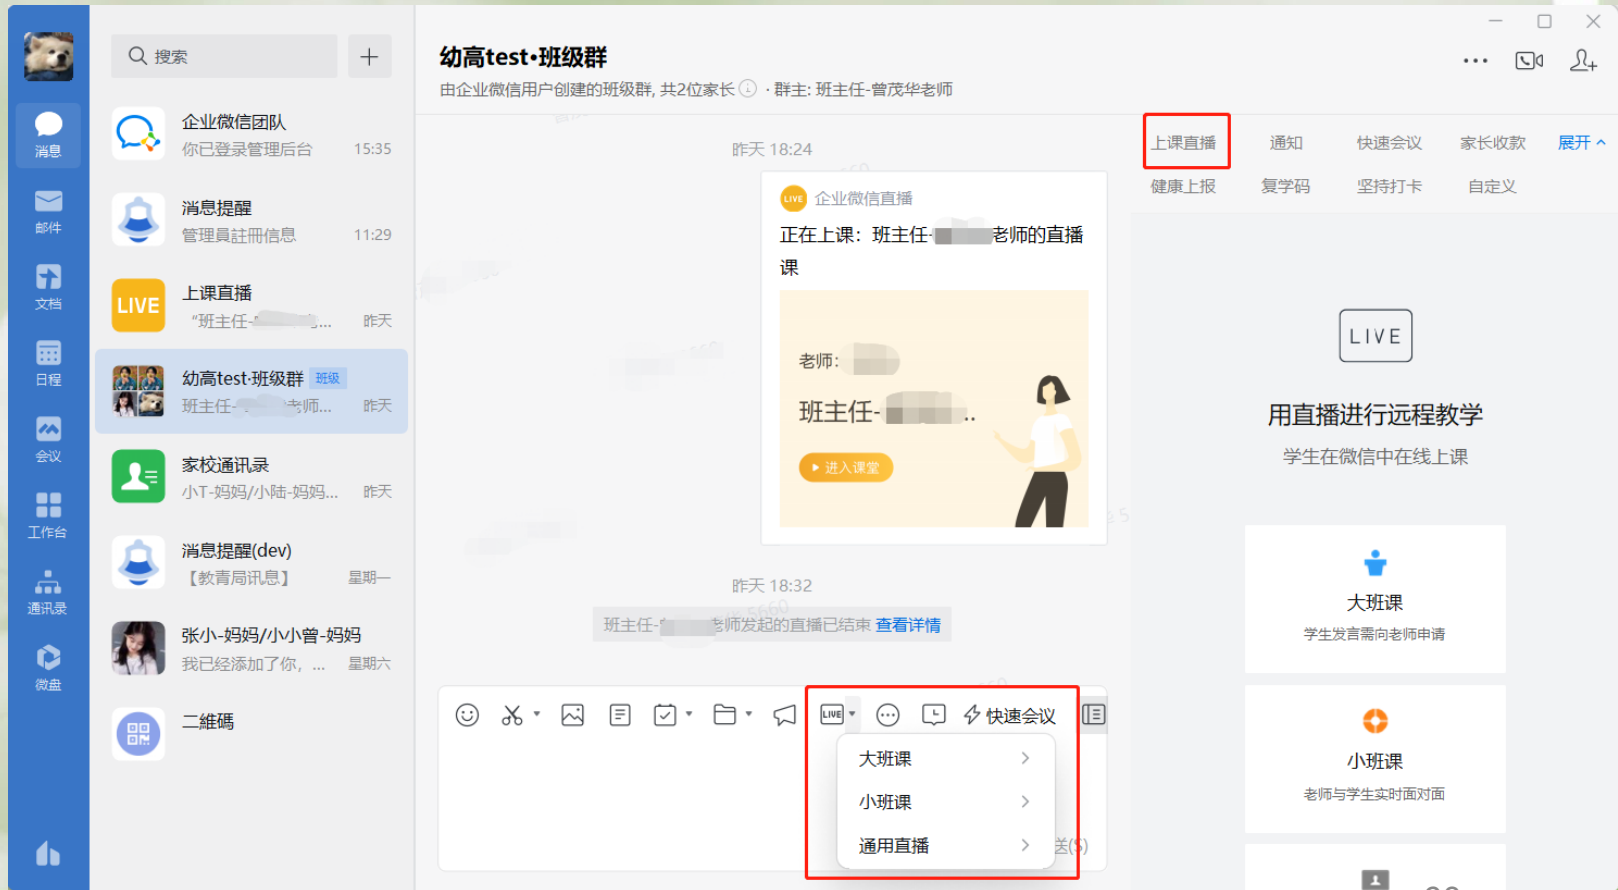 搜索
消息
邮件
文档
日程
会议
工作台
通讯录
微盘
企业微信团队
你已登录管理后台 15:35
消息提醒
管理員註冊信息 11:29
LIVE
上课直播
“班主任- ... 昨天
幼高test·班级群 班级
班主任- 老师... 昨天
家校通讯录
小T-妈妈/小陆-妈妈... 昨天
消息提醒(dev)
【教育局讯息】 星期一
张小-妈妈/小小曾-妈妈
我已经添加了你，... 星期六
二維碼
幼高test•班级群
由企业微信用户创建的班级群, 共2位家长 · 群主: 班主任-曾茂华老师
昨天 18:24
LIVE 企业微信直播
正在上课：班主任- 老师的直播
课
老师:
班主任- ..
进入课堂
昨天 18:32
班主任- 老师发起的直播已结束 查看详情
LIVE 快速会议
大班课
小班课
通用直播
送(S)
上课直播 通知 快速会议 家长收款 展开
健康上报 复学码 坚持打卡 自定义
LIVE
用直播进行远程教学
学生在微信中在线上课
大班课
学生发言需向老师申请
小班课
老师与学生实时面对面